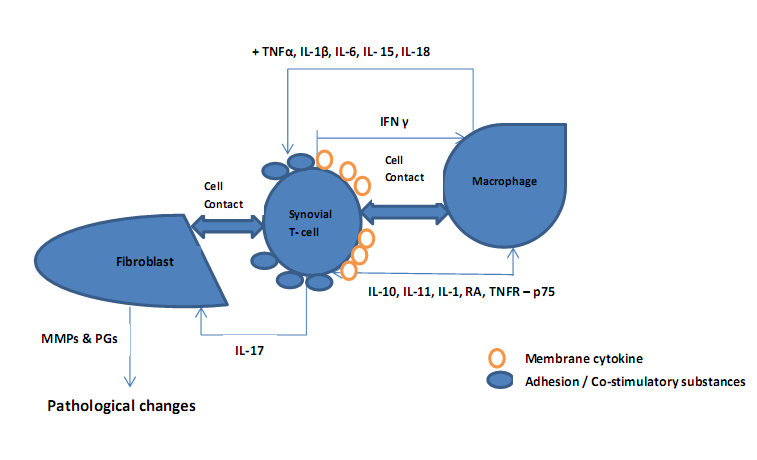 + TNFα, IL-1β, IL-6, IL- 15, IL-18
IFN γ
Cell
Contact
Macrophage
Cell
Contact
Synovial
T- cell
Fibroblast
IL-10, IL-11, IL-1, RA, TNFR – p75
MMPs & PGs
IL-17
Membrane cytokine
Adhesion / Co-stimulatory substances
Pathological changes